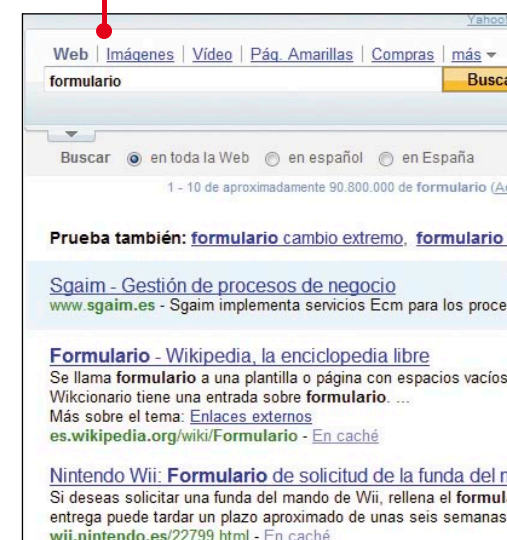 Yahoo!
Web | Imágenes | Vídeo | Pág. Amarillas | Compras | más
formulario
Busca
Buscar en toda la Web en español en España
1 - 10 de aproximadamente 90.800.000 de formulario (A
Prueba también: formulario cambio extremo, formulario
Sgaim - Gestión de procesos de negocio
www.sgaim.es - Sgaim implementa servicios Ecm para los proce
Formulario - Wikipedia, la enciclopedia libre
Se llama formulario a una plantilla o página con espacios vacíos
Wikcionario tiene una entrada sobre formulario. ...
Más sobre el tema: Enlaces externos
es.wikipedia.org/wiki/Formulario - En caché
Nintendo Wii: Formulario de solicitud de la funda del m
Si deseas solicitar una funda del mando de Wii, rellena el formula
entrega puede tardar un plazo aproximado de unas seis semanas
wii.nintendo.es/22799.html - En caché